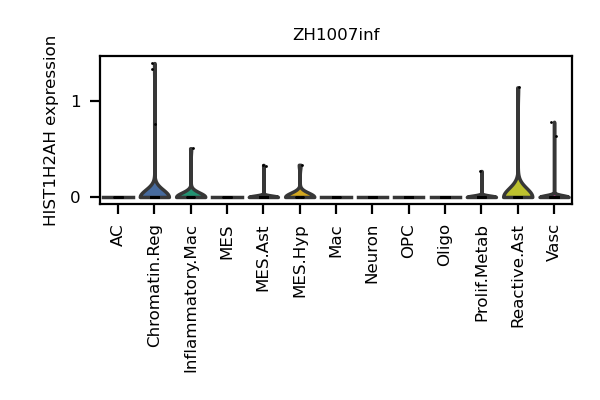 ZH1007inf
HIST1H2AH expression
1
0
AC
Chromatin.Reg
Inflammatory.Mac
MES
MES.Ast
MES.Hyp
Mac
Neuron
OPC
Oligo
Prolif.Metab
Reactive.Ast
Vasc